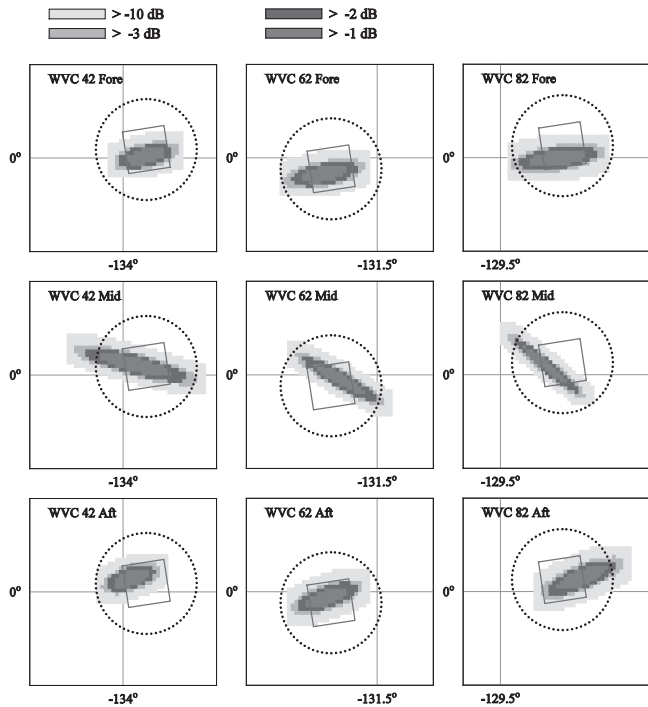 > -10 dB > -2 dB
> -3 dB > -1 dB
WVC 42 Fore WVC 62 Fore WVC 82 Fore
0° 0° 0°
-134° -131.5° -129.5°
WVC 42 Mid WVC 62 Mid WVC 82 Mid
0° 0° 0°
-134° -131.5° -129.5°
WVC 42 Aft WVC 62 Aft WVC 82 Aft
0° 0° 0°
-134° -131.5° -129.5°